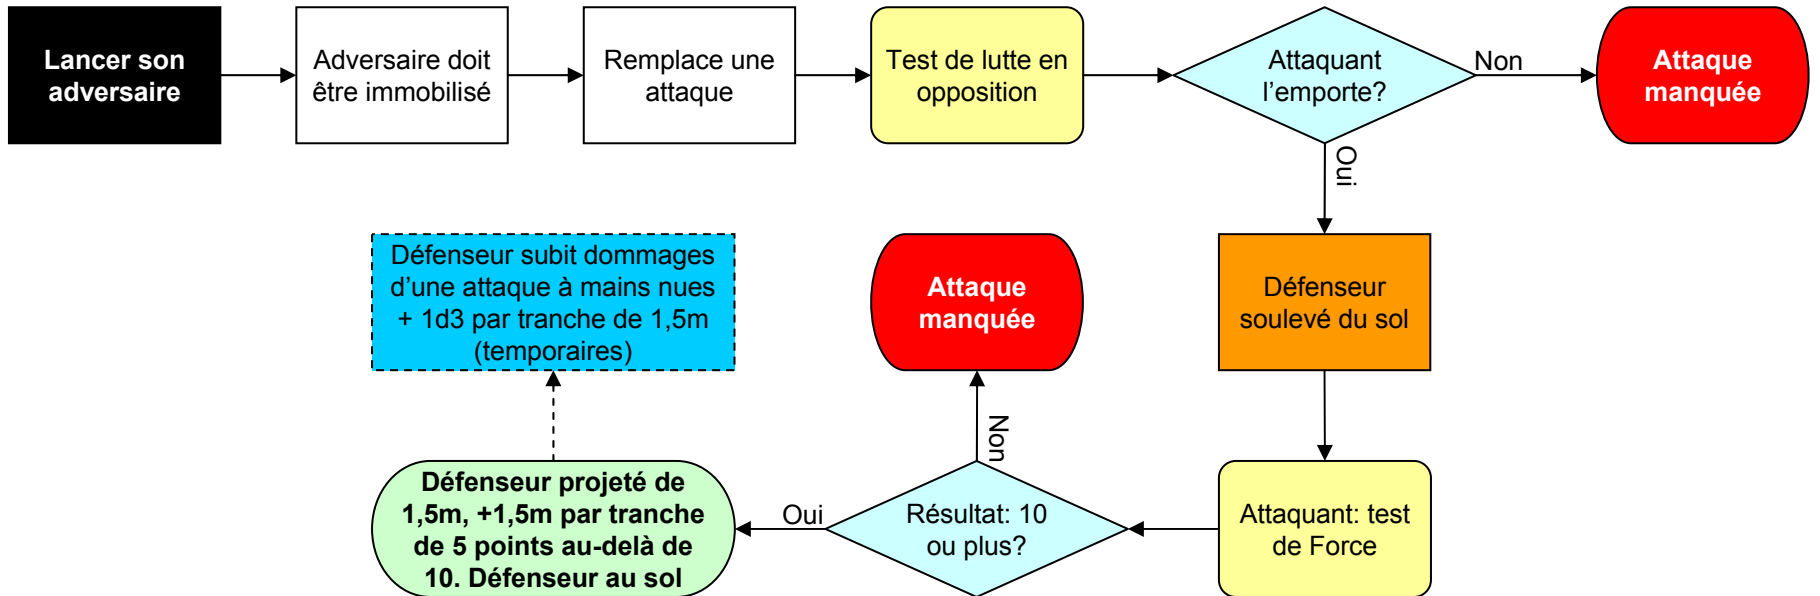 Lancer son
adversaire
Adversaire doit
être immobilisé
Remplace une
attaque
Test de lutte en
opposition
Attaquant
l’emporte?
Non
Attaque
manquée
Oui
Défenseur subit dommages
d’une attaque à mains nues
+ 1d3 par tranche de 1,5m
(temporaires)
Attaque
manquée
Défenseur
soulevé du sol
Non
Défenseur projeté de
1,5m, +1,5m par tranche
de 5 points au-delà de
10. Défenseur au sol
Oui
Résultat: 10
ou plus?
Attaquant: test
de Force